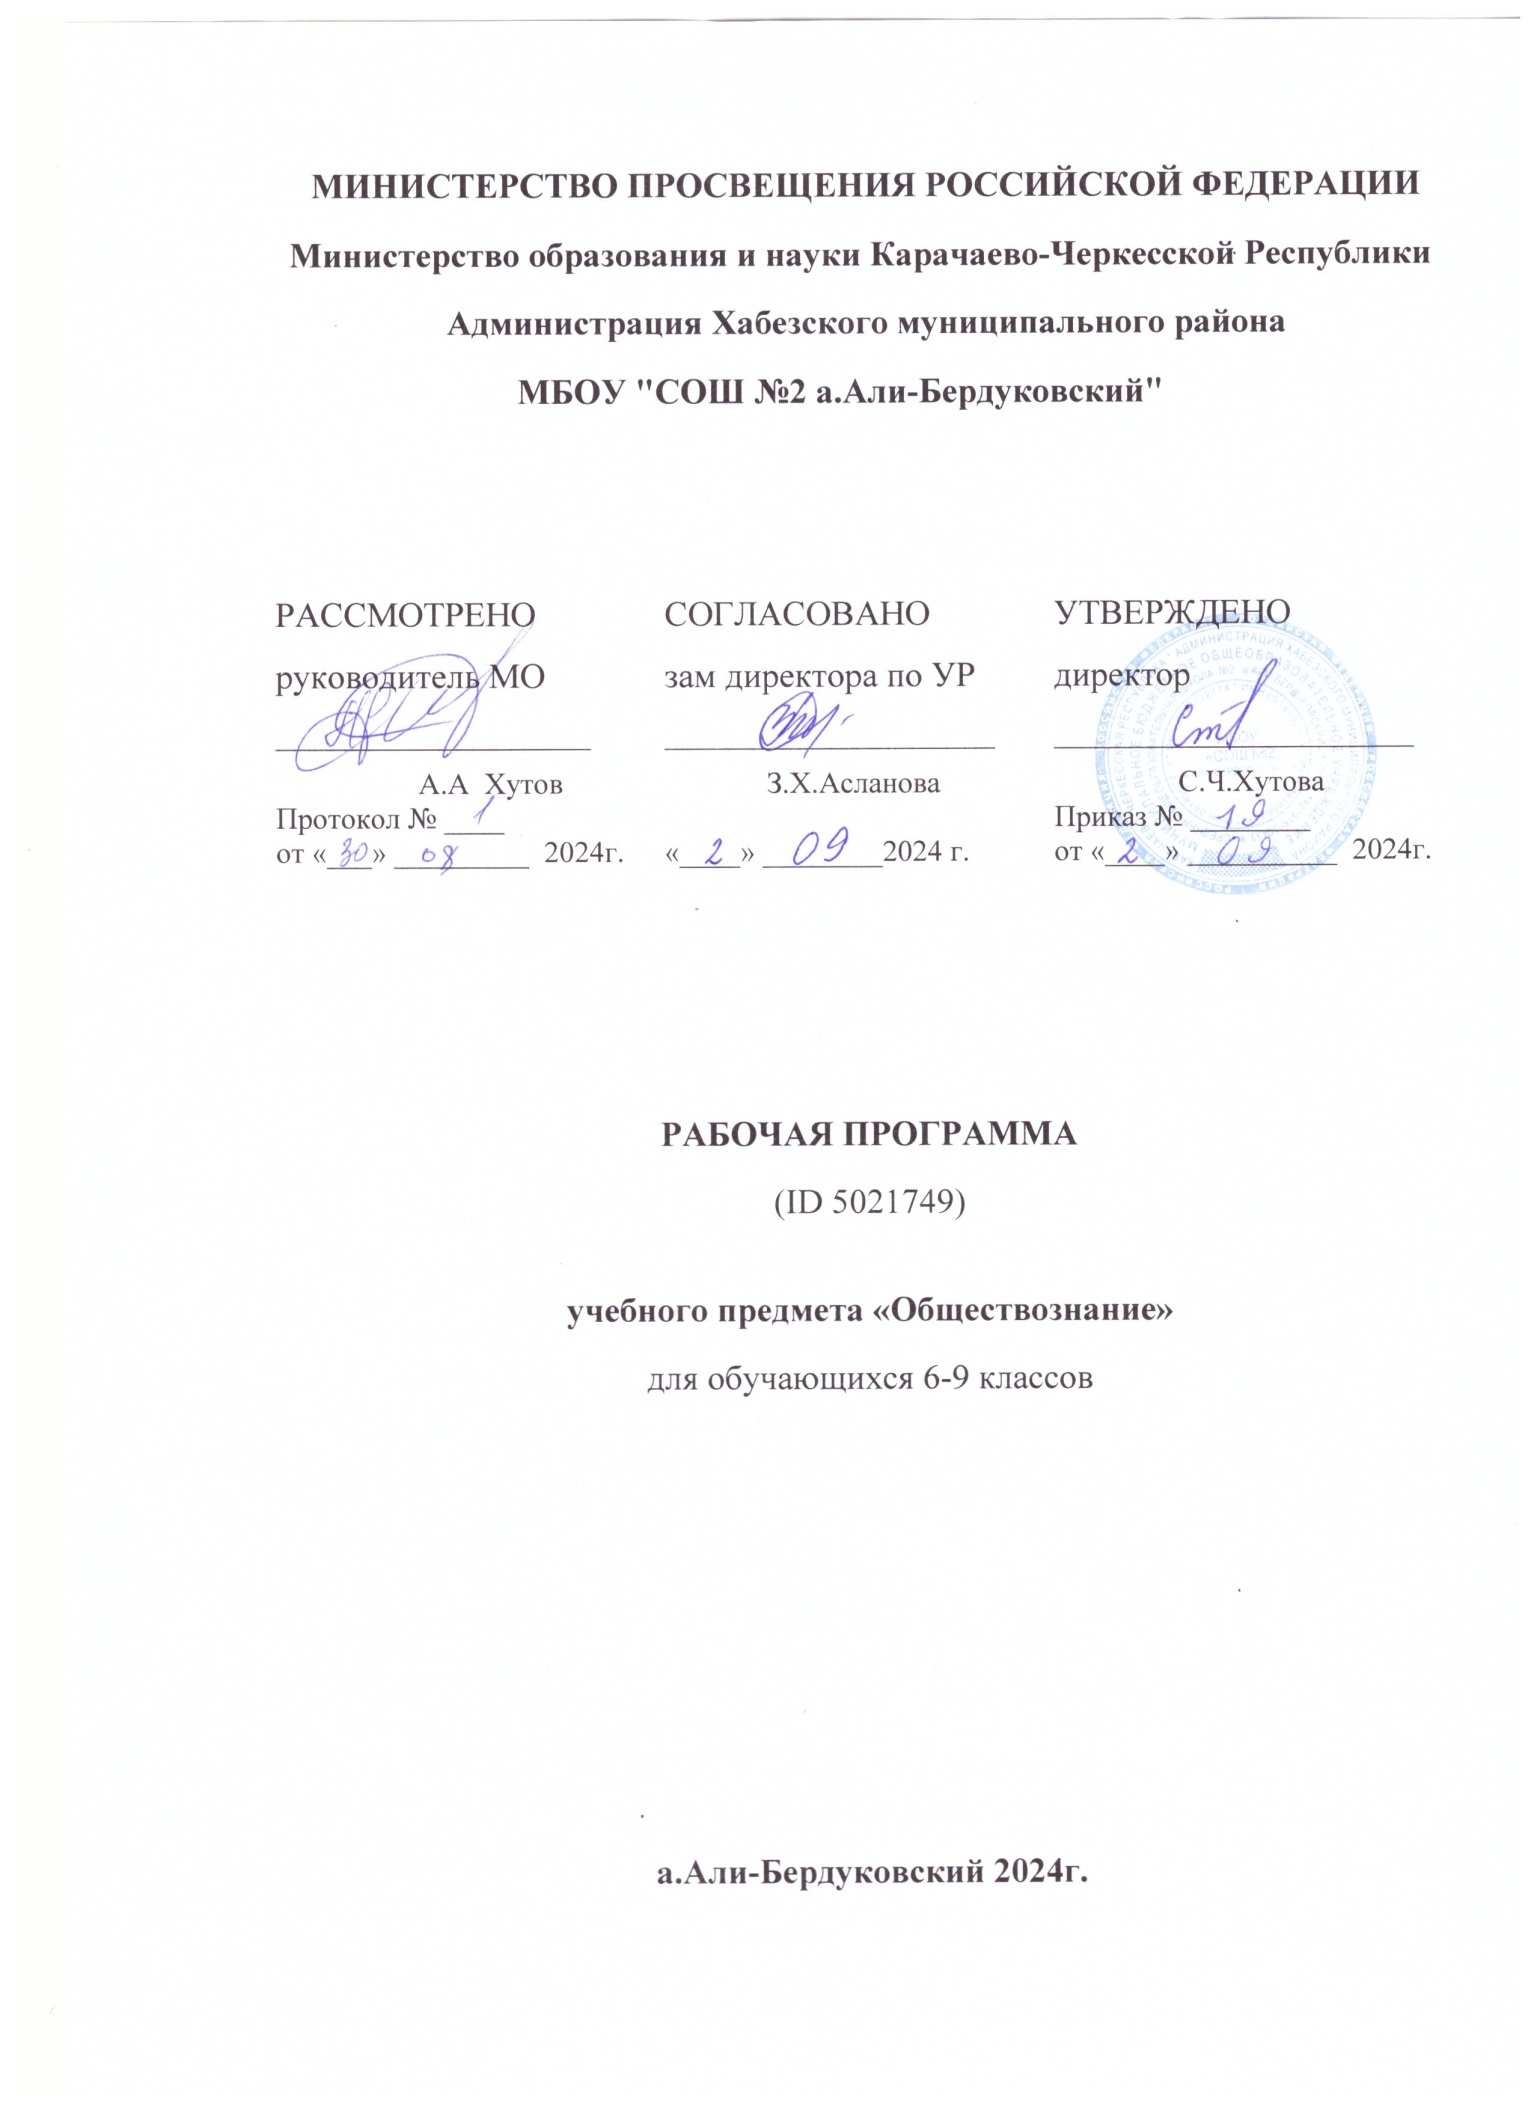 МИНИСТЕРСТВО ПРОСВЕЩЕНИЯ РОССИЙСКОЙ ФЕДЕРАЦИИ
Министерство образования и науки Карачаево-Черкесской Республики
Администрация Хабезского муниципального района
МБОУ "СОШ №2 а.Али-Бердуковский"
РАССМОТРЕНО
руководитель МО
А.А Хутов
Протокол № 1
от «30» 08 2024г.
СОГЛАСОВАНО
зам директора по УР
З.Х.Асланова
«2» 09 2024 г.
УТВЕРЖДЕНО
директор
С.Ч.Хутова
Приказ № 19
от «2» 09 2024г.
РАБОЧАЯ ПРОГРАММА
(ID 5021749)
учебного предмета «Обществознание»
для обучающихся 6-9 классов
а.Али-Бердуковский 2024г.